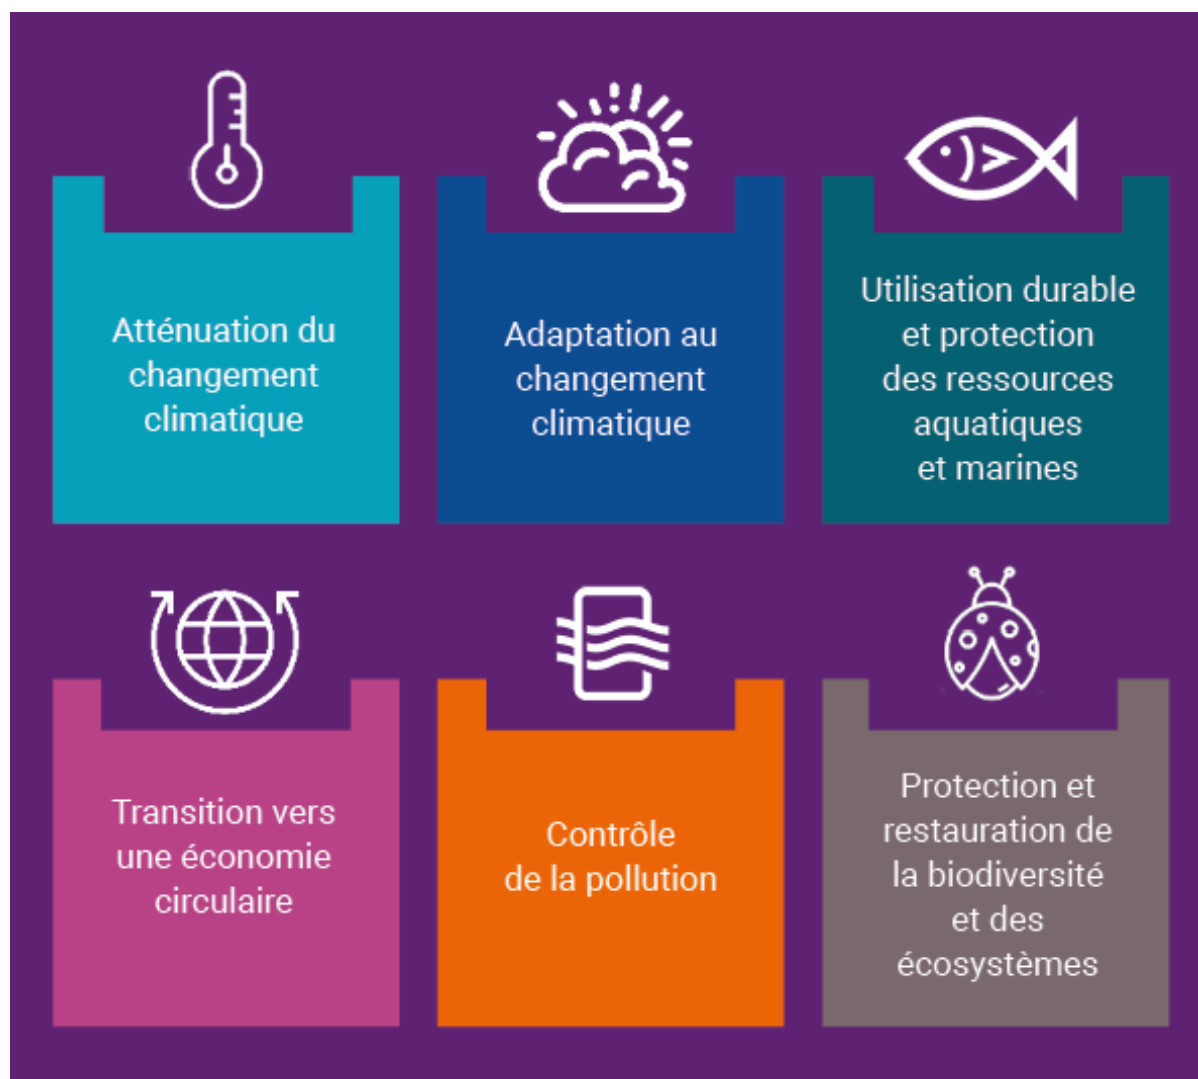 Atténuation du
changement
climatique
Adaptation au
changement
climatique
Utilisation durable
et protection
des ressources
aquatiques
et marines
Transition vers
une économie
circulaire
Contrôle
de la pollution
Protection et
restauration de
la biodiversité
et des
écosystèmes